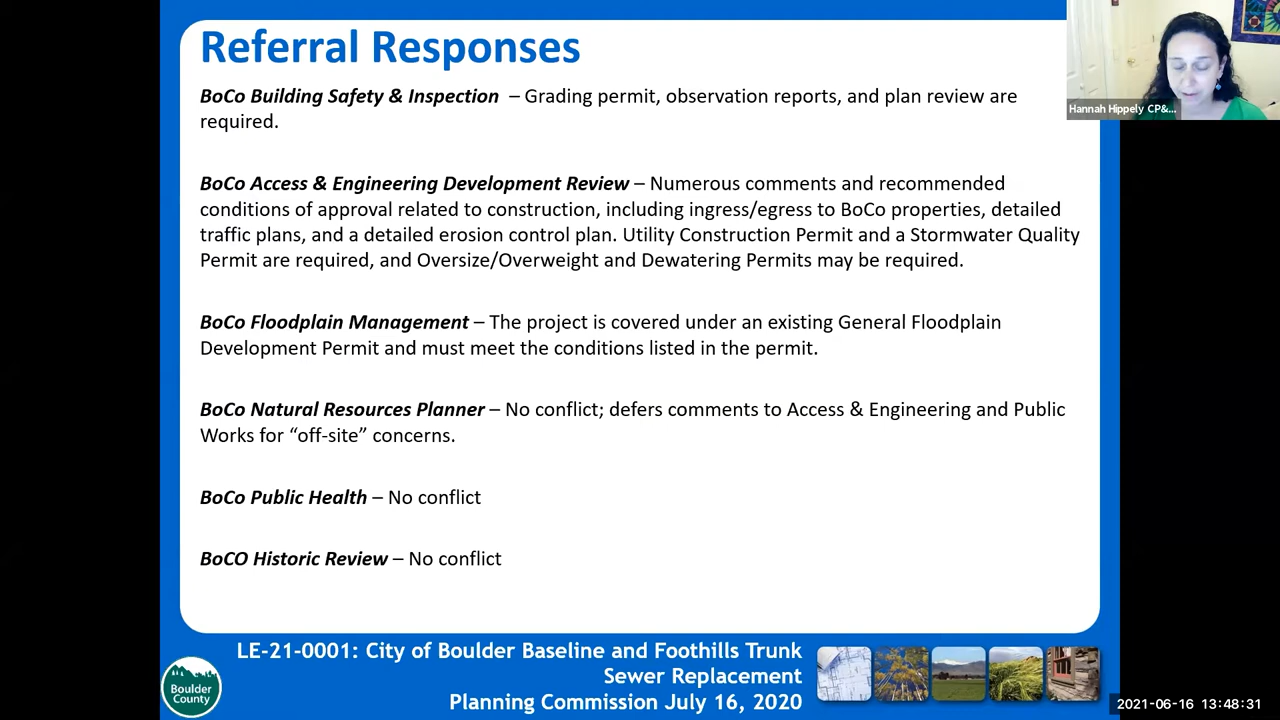 Referral Responses
BoCo Building Safety & Inspection – Grading permit, observation reports, and plan review are
required.
BoCo Access & Engineering Development Review – Numerous comments and recommended
conditions of approval related to construction, including ingress/egress to BoCo properties, detailed
traffic plans, and a detailed erosion control plan. Utility Construction Permit and a Stormwater Quality
Permit are required, and Oversize/Overweight and Dewatering Permits may be required.
BoCo Floodplain Management – The project is covered under an existing General Floodplain
Development Permit and must meet the conditions listed in the permit.
BoCo Natural Resources Planner – No conflict; defers comments to Access & Engineering and Public
Works for “off-site” concerns.
BoCo Public Health – No conflict
BoCO Historic Review – No conflict
LE-21-0001: City of Boulder Baseline and Foothills Trunk
Sewer Replacement
Planning Commission July 16, 2020
Boulder
County
Hannah Hippely CP&...
2021-06-16 13:48:31